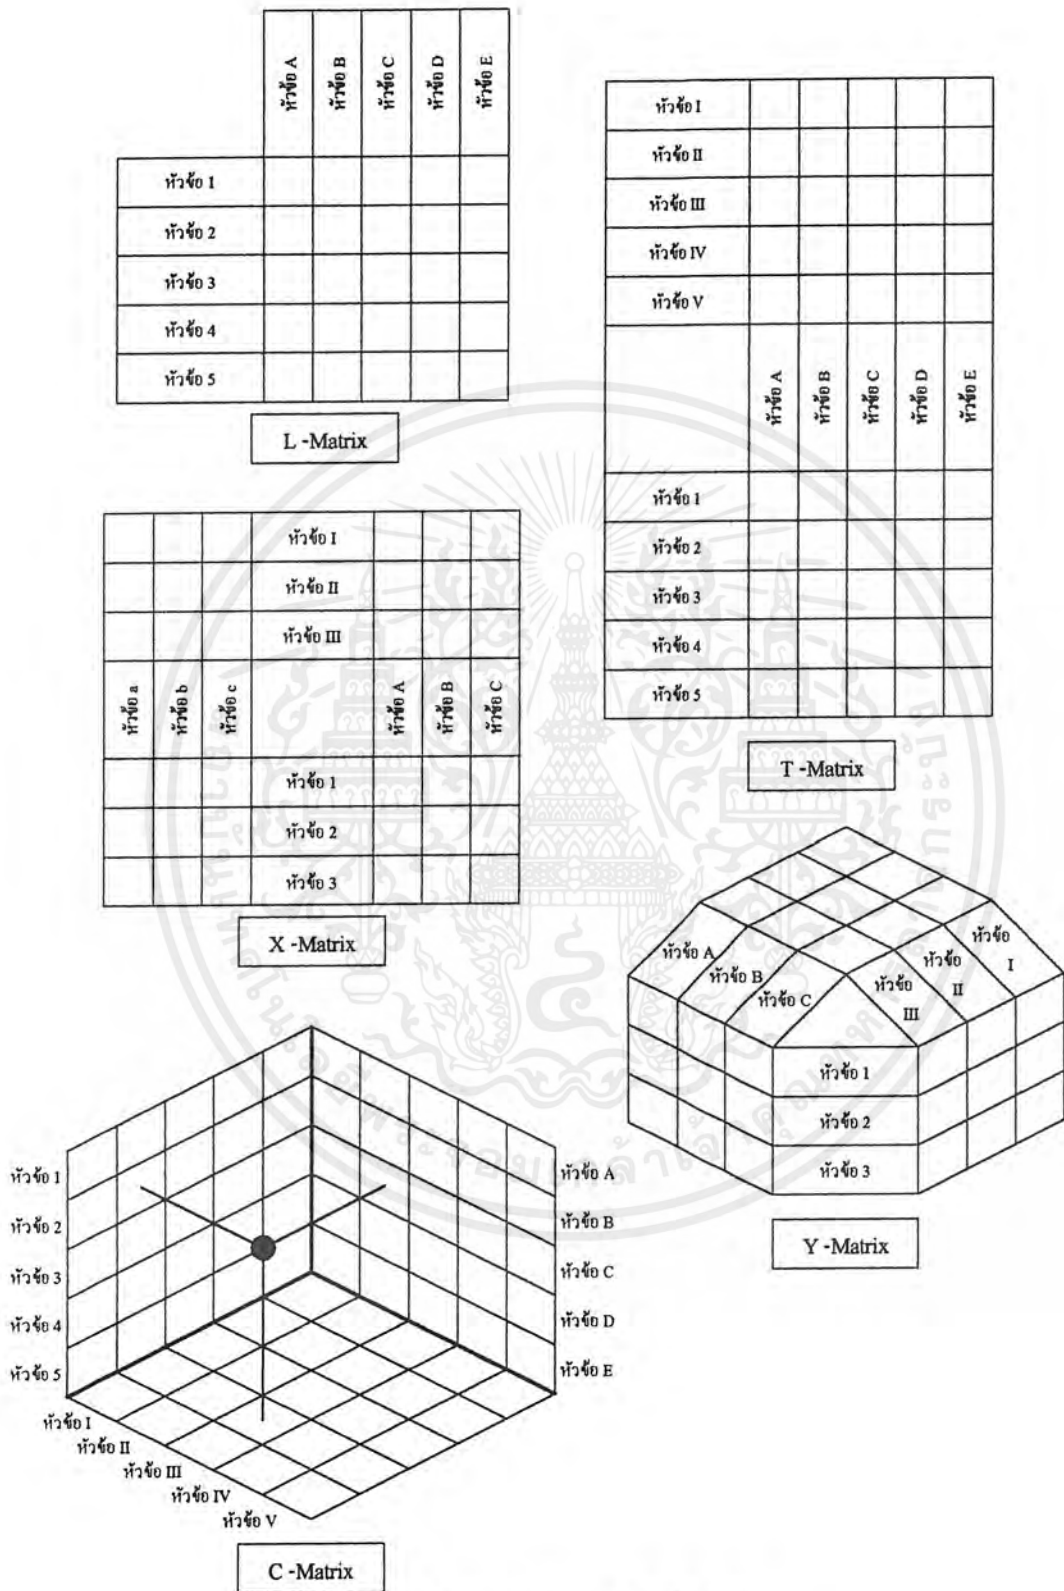 หัวข้อ A
หัวข้อ B
หัวข้อ C
หัวข้อ D
หัวข้อ E
หัวข้อ 1
หัวข้อ 2
หัวข้อ 3
หัวข้อ 4
หัวข้อ 5
L -Matrix
หัวข้อ I
หัวข้อ II
หัวข้อ III
หัวข้อ IV
หัวข้อ V
หัวข้อ A
หัวข้อ B
หัวข้อ C
หัวข้อ D
หัวข้อ E
หัวข้อ 1
หัวข้อ 2
หัวข้อ 3
หัวข้อ 4
หัวข้อ 5
T -Matrix
หัวข้อ I
หัวข้อ II
หัวข้อ III
หัวข้อ a
หัวข้อ b
หัวข้อ c
หัวข้อ A
หัวข้อ B
หัวข้อ C
หัวข้อ 1
หัวข้อ 2
หัวข้อ 3
X -Matrix
หัวข้อ A
หัวข้อ B
หัวข้อ C
หัวข้อ
III
หัวข้อ
II
หัวข้อ
I
หัวข้อ 1
หัวข้อ 2
หัวข้อ 3
Y -Matrix
หัวข้อ 1
หัวข้อ 2
หัวข้อ 3
หัวข้อ 4
หัวข้อ 5
หัวข้อ A
หัวข้อ B
หัวข้อ C
หัวข้อ D
หัวข้อ E
หัวข้อ I
หัวข้อ II
หัวข้อ III
หัวข้อ IV
หัวข้อ V
C -Matrix